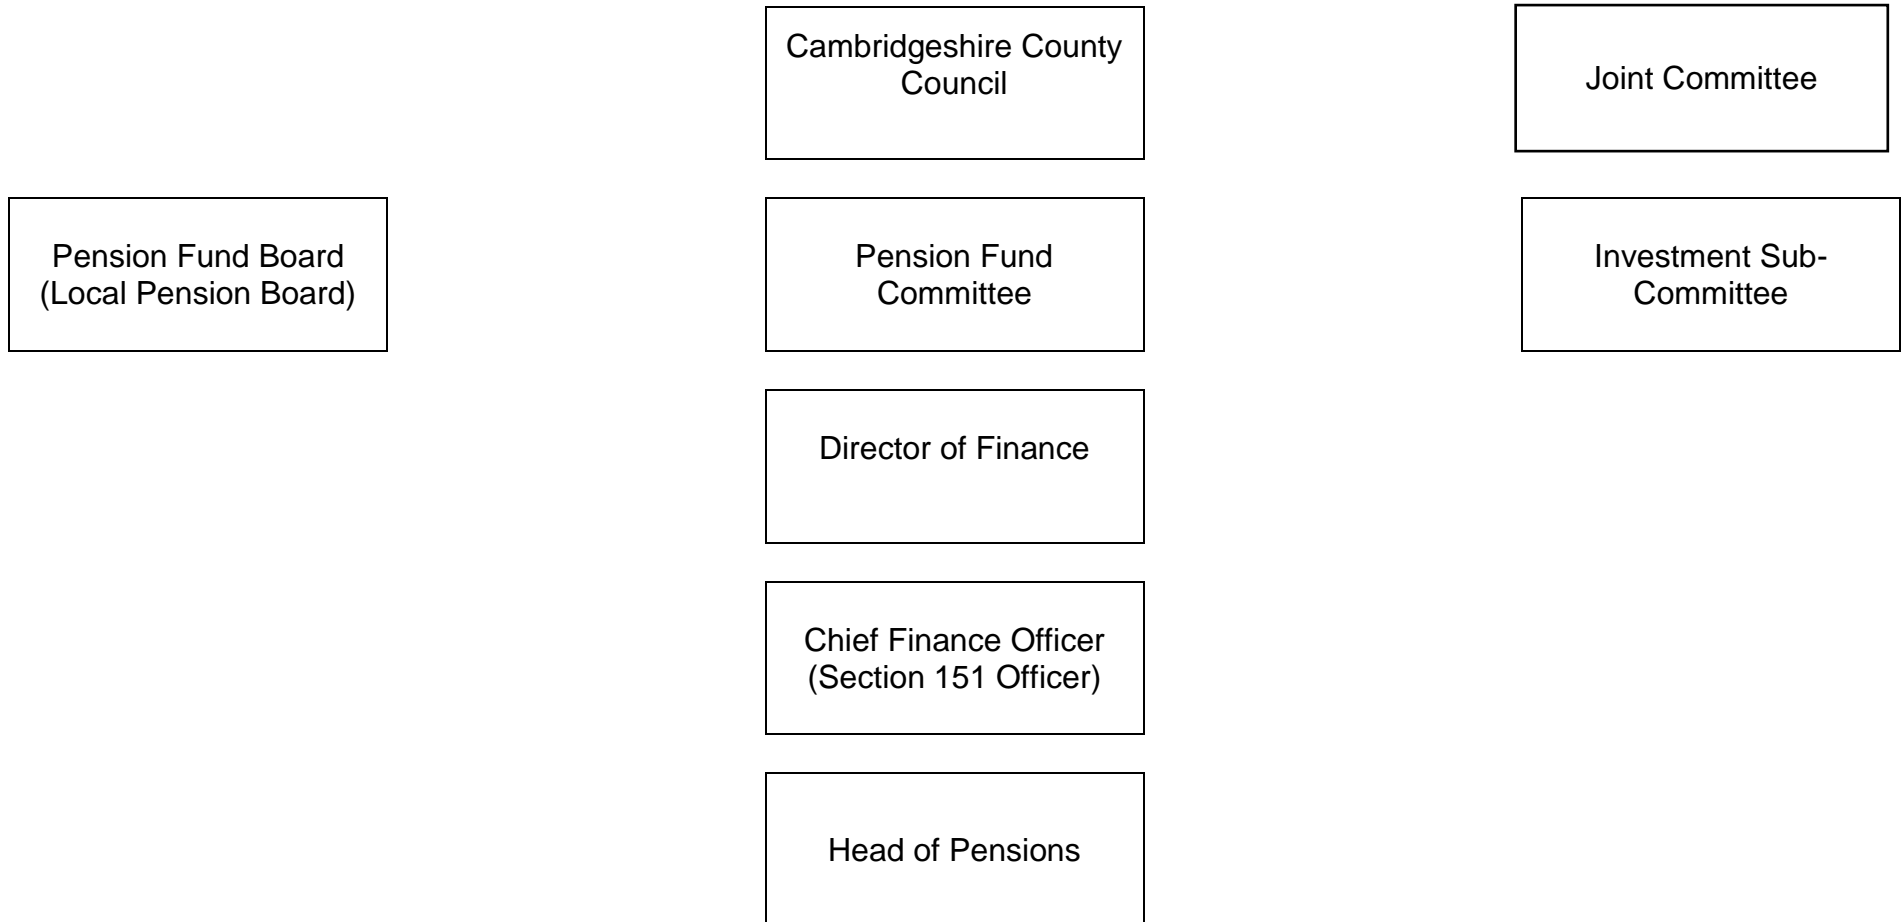 Cambridgeshire County
Council
Joint Committee
Pension Fund Board
(Local Pension Board)
Pension Fund
Committee
Investment Sub-
Committee
Director of Finance
Chief Finance Officer
(Section 151 Officer)
Head of Pensions